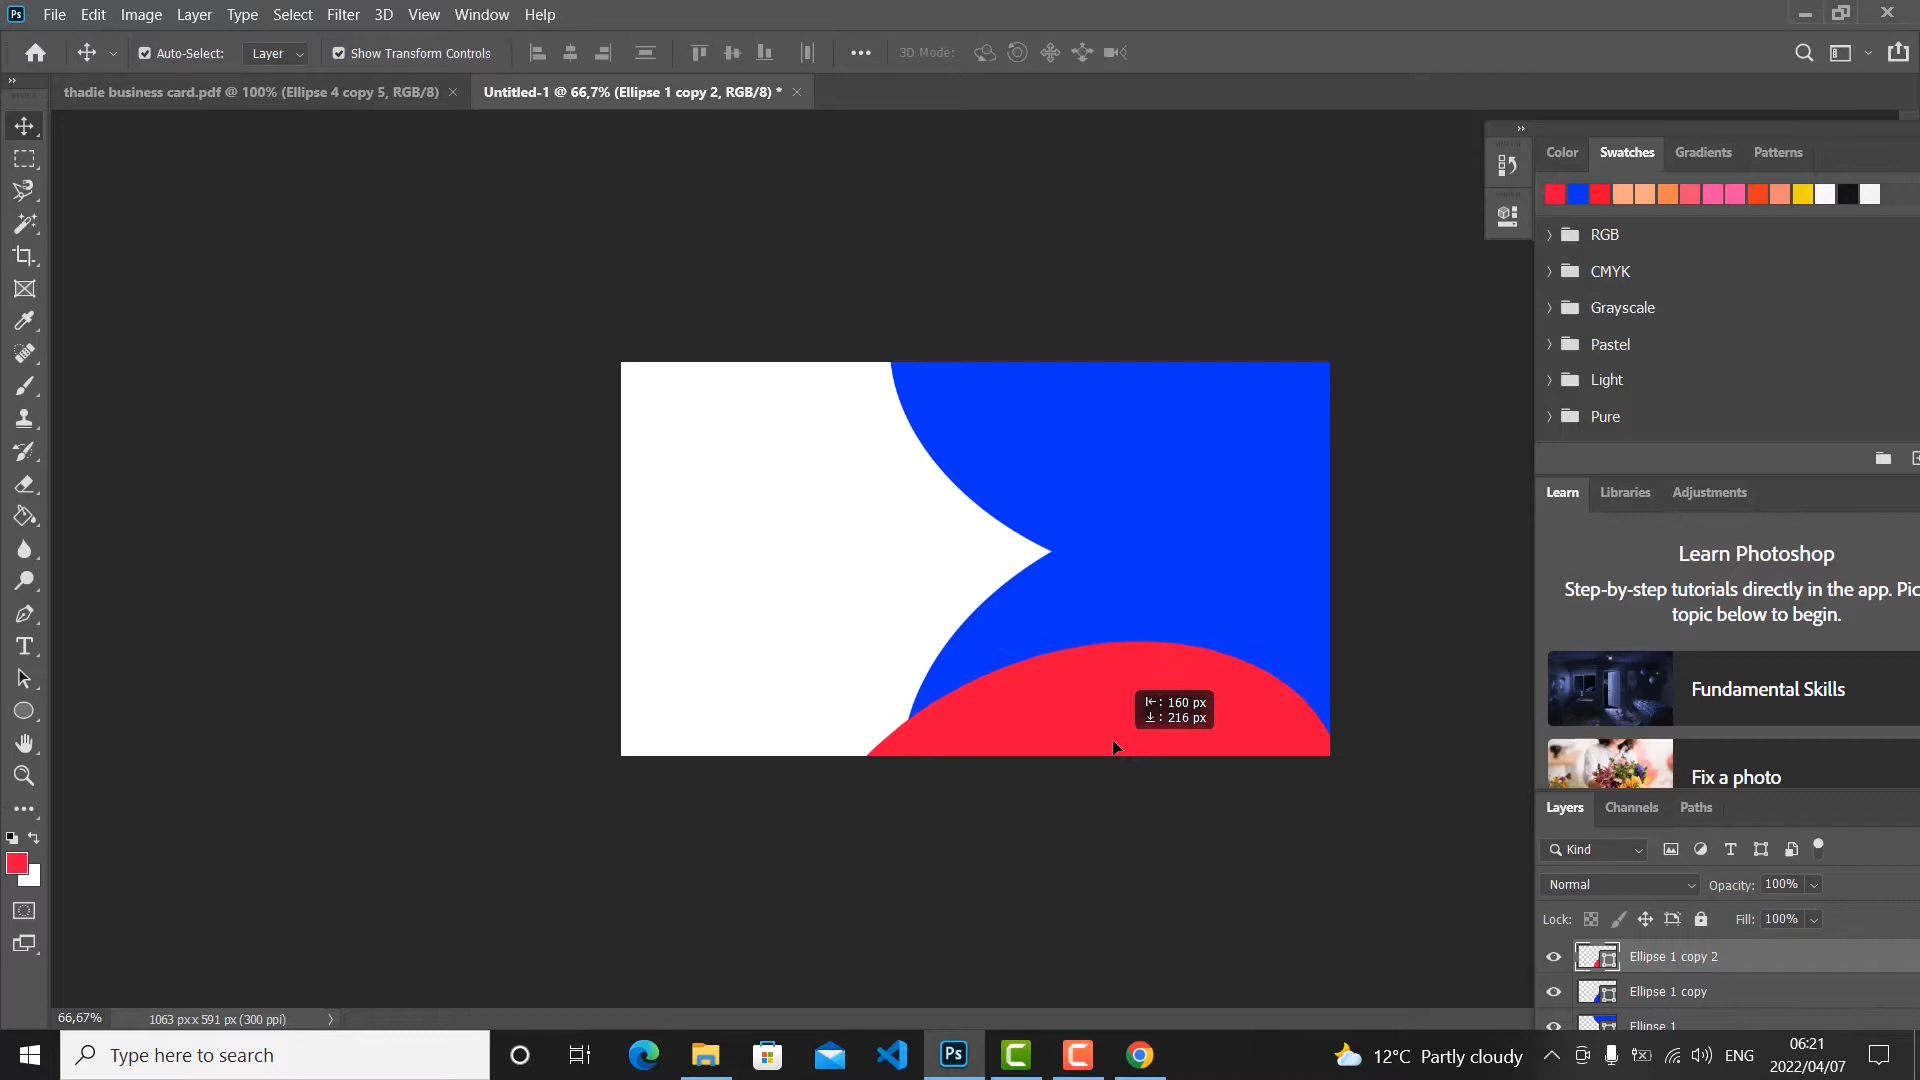 Ps File Edit Image Layer Type Select Filter 3D View Window Help
Auto-Select: Layer Show Transform Controls 3D Mode:
thadie business card.pdf @ 100% (Ellipse 4 copy 5, RGB/8) Untitled-1 @ 66,7% (Ellipse 1 copy 2, RGB/8) *
Color Swatches Gradients Patterns
RGB
CMYK
Grayscale
Pastel
Light
Pure
Learn Libraries Adjustments
Learn Photoshop
Step-by-step tutorials directly in the app. Pic
topic below to begin.
Fundamental Skills
Fix a photo
: 160 px
: 216 px
Layers Channels Paths
Kind
Normal Opacity: 100%
Lock: Fill: 100%
Ellipse 1 copy 2
Ellipse 1 copy
Ellipse 1
66,67% 1063 px x 591 px (300 ppi)
Type here to search
Ps
12°C Partly cloudy
ENG
06:21
2022/04/07